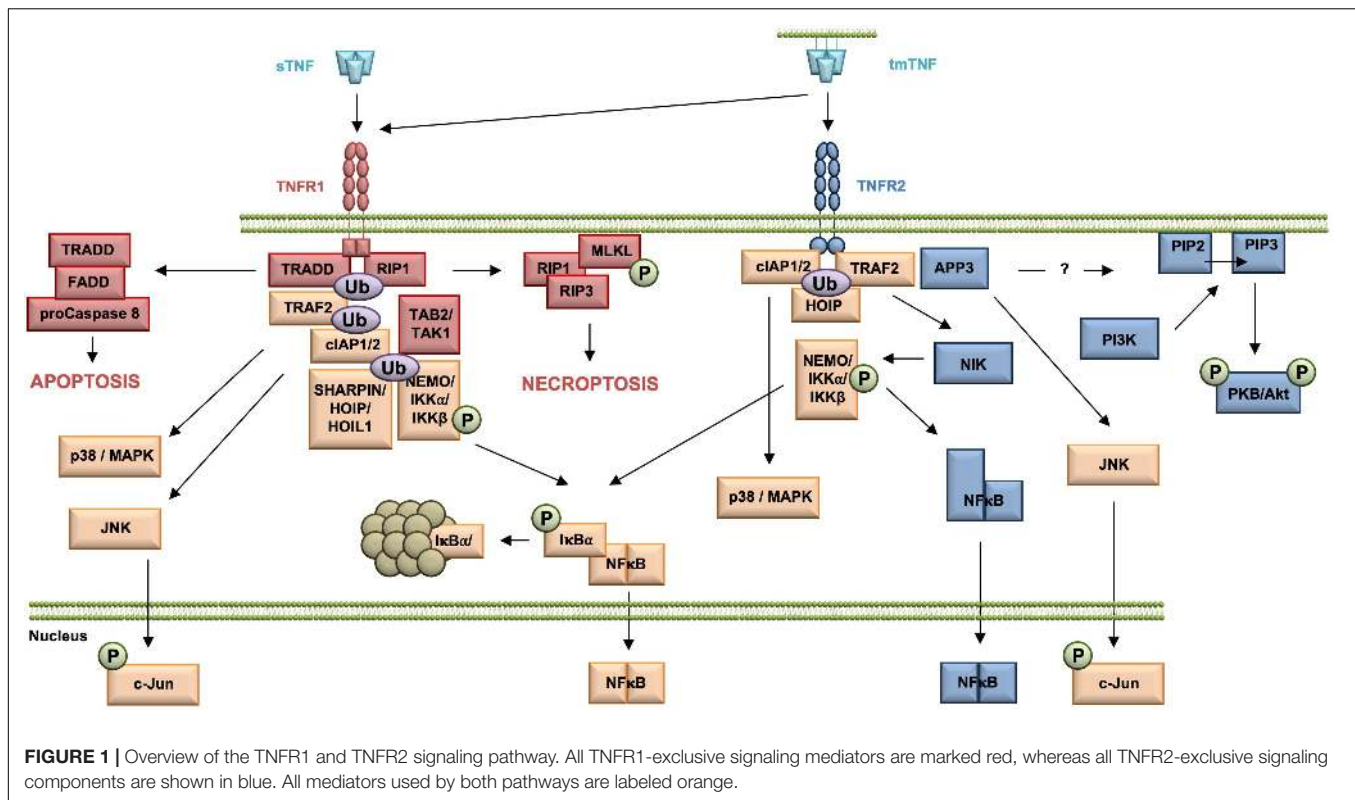 sTNF
tmTNF
TNFR1
TNFR2
TRADD
FADD
proCaspase 8
APOPTOSIS
TRADD
RIP1
Ub
TRAF2
Ub
cIAP1/2
TAB2/
TAK1
Ub
SHARPIN/
HOIP/
HOIL1
NEMO/
IKKα/
IKKβ
P
RIP1
MLKL
P
RIP3
NECROPTOSIS
cIAP1/2
TRAF2
Ub
HOIP
APP3
?
PIP2
PIP3
PI3K
P
P
PKB/Akt
NEMO/
IKKα/
IKKβ
P
NIK
p38 / MAPK
JNK
p38 / MAPK
NFκB
JNK
IκBα/
P
IκBα
NFκB
Nucleus
P
c-Jun
NFκB
NFκB
P
c-Jun
FIGURE 1 | Overview of the TNFR1 and TNFR2 signaling pathway. All TNFR1-exclusive signaling mediators are marked red, whereas all TNFR2-exclusive signaling
components are shown in blue. All mediators used by both pathways are labeled orange.